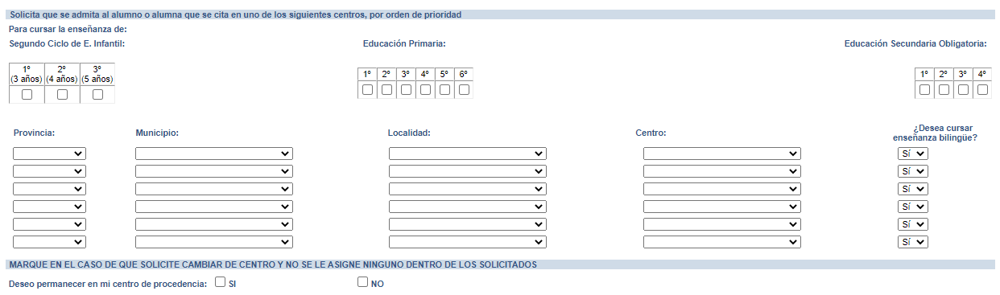 Solicita que se admita al alumno o alumna que se cita en uno de los siguientes centros, por orden de prioridad
Para cursar la enseñanza de:
Segundo Ciclo de E. Infantil: Educación Primaria: Educación Secundaria Obligatoria:
1º 2º 3º
(3 años) (4 años) (5 años)
1º 2º 3º 4º 5º 6º
1º 2º 3º 4º
Provincia: Municipio: Localidad: Centro: ¿Desea cursar
enseñanza bilingüe?
Sí
Sí
Sí
Sí
Sí
Sí
MARQUE EN EL CASO DE QUE SOLICITE CAMBIAR DE CENTRO Y NO SE LE ASIGNE NINGUNO DENTRO DE LOS SOLICITADOS
Deseo permanecer en mi centro de procedencia: SI NO